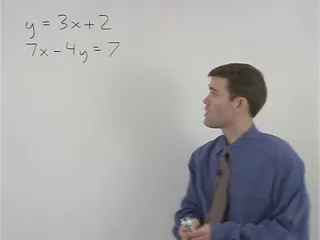 y = 3x + 2
7x - 4y = 7